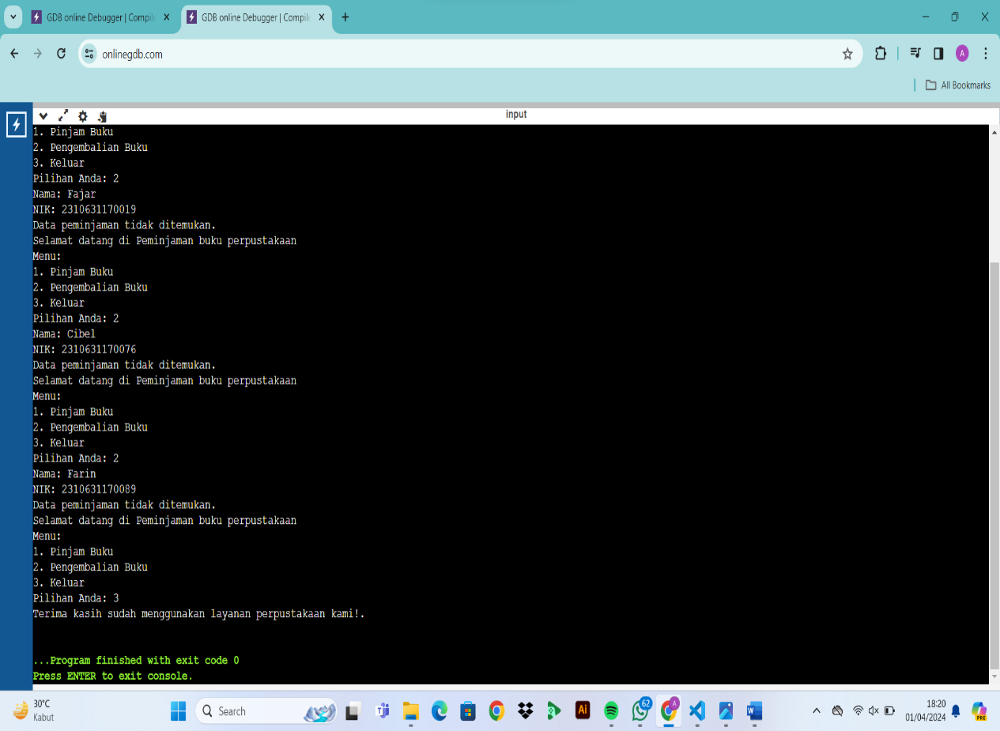 GDB online Debugger | Compile
GDB online Debugger | Compile
onlinegdb.com
A
All Bookmarks
input
1. Pinjam Buku
2. Pengembalian Buku
3. Keluar
Pilihan Anda: 2
Nama: Fajar
NIK: 2310631170019
Data peminjaman tidak ditemukan.
Selamat datang di Peminjaman buku perpustakaan
Menu:
1. Pinjam Buku
2. Pengembalian Buku
3. Keluar
Pilihan Anda: 2
Nama: Cibel
NIK: 2310631170076
Data peminjaman tidak ditemukan.
Selamat datang di Peminjaman buku perpustakaan
Menu:
1. Pinjam Buku
2. Pengembalian Buku
3. Keluar
Pilihan Anda: 2
Nama: Farin
NIK: 2310631170089
Data peminjaman tidak ditemukan.
Selamat datang di Peminjaman buku perpustakaan
Menu:
1. Pinjam Buku
2. Pengembalian Buku
3. Keluar
Pilihan Anda: 3
Terima kasih sudah menggunakan layanan perpustakaan kami!.
...Program finished with exit code 0
Press ENTER to exit console.
30°C
Kabut
Search
Ai
62
A
W
18:20
01/04/2024
PRE